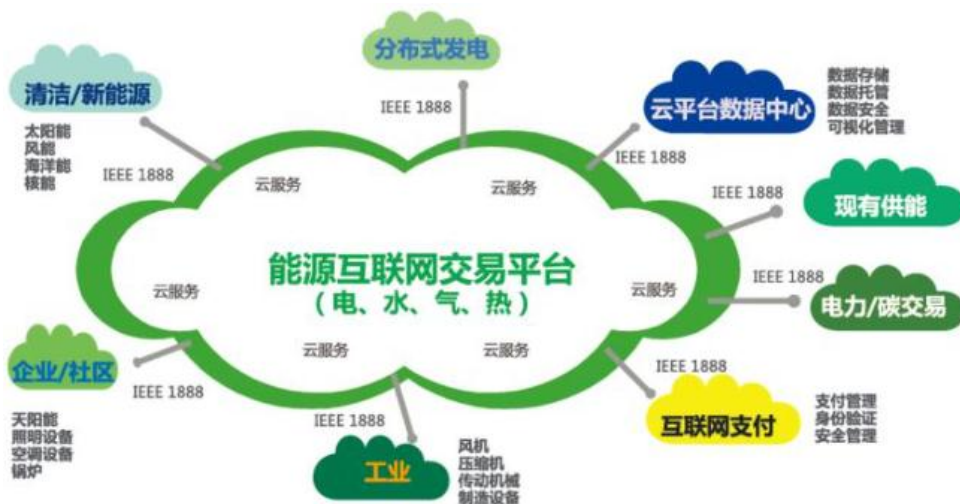 分布式发电
清洁/新能源
太阳能
风能
海洋能
核能
IEEE 1888
IEEE 1888
云平台数据中心
数据存储
数据托管
数据安全
可视化管理
IEEE 1888
云服务
云服务
IEEE 1888
现有供能
能源互联网交易平台
（电、水、气、热）
云服务
云服务
IEEE 1888
电力/碳交易
云服务
云服务
企业/社区
IEEE 1888
天阳能
照明设备
空调设备
锅炉
IEEE 1888
工业
风机
压缩机
传动机械
制造设备
IEEE 1888
互联网支付
支付管理
身份验证
安全管理